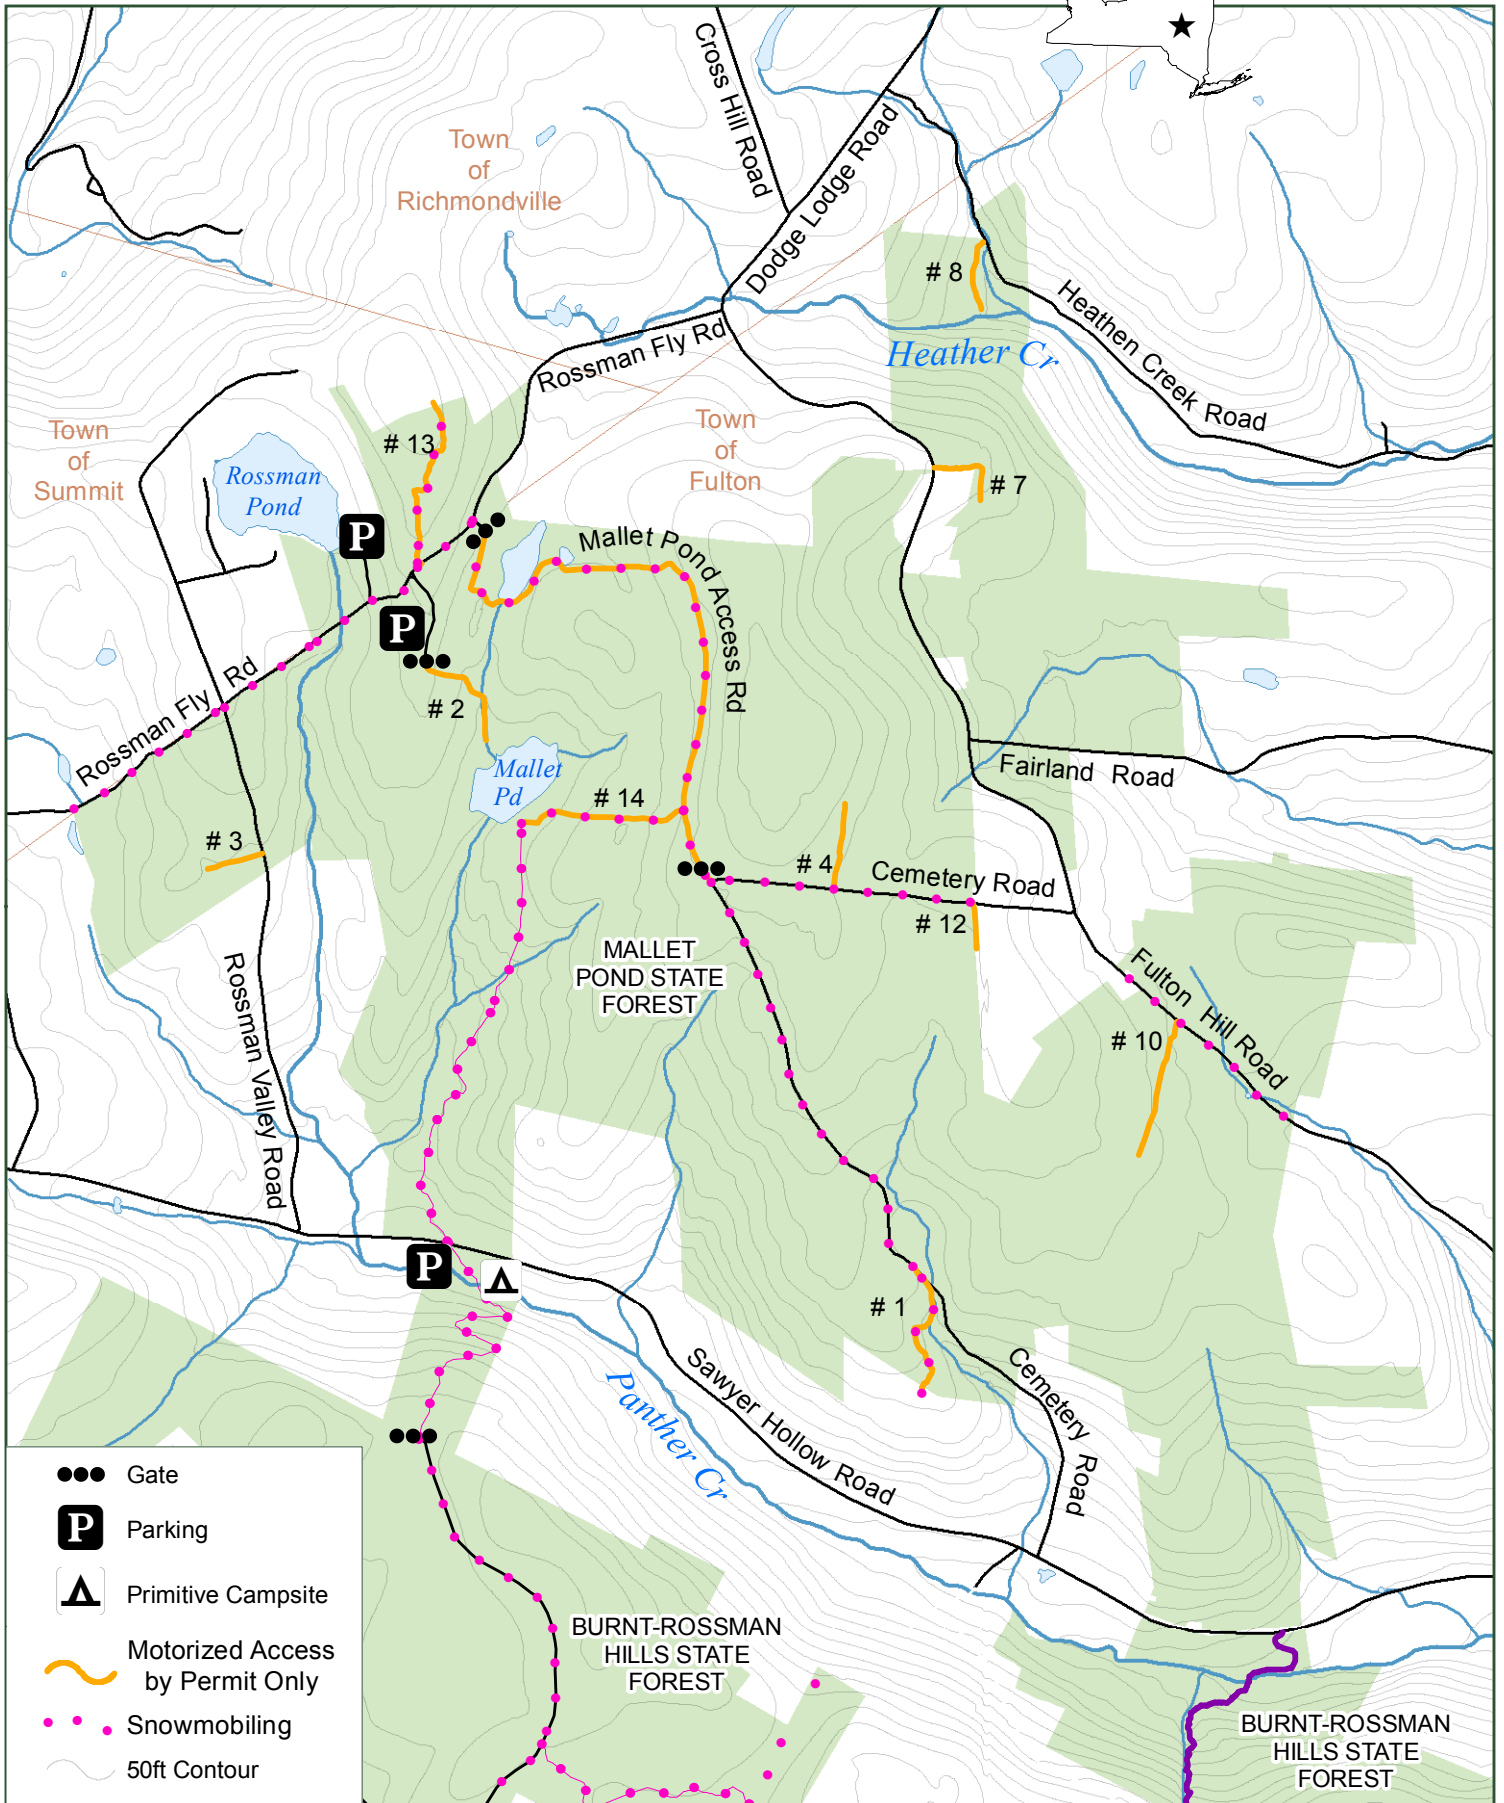 Cross Hill Road
Dodge Lodge Road
Town
of
Richmondville
# 8
Heathen Creek Road
Heather Cr
Rossman Fly Rd
Town
of
Summit
Town
of
Fulton
# 13
Rossman
Pond
# 7
P
Mallet Pond Access Rd
P
Rossman Fly Rd
# 2
Mallet
Pd
Fairland Road
# 14
# 3
# 4
Cemetery Road
# 12
MALLET
POND STATE
FOREST
Rossman Valley Road
Fulton Hill Road
# 10
P
# 1
Sawyer Hollow Road
Cemetery Road
Panther Cr
Gate
P
Parking
Primitive Campsite
Motorized Access
by Permit Only
Snowmobiling
50ft Contour
BURNT-ROSSMAN
HILLS STATE
FOREST
BURNT-ROSSMAN
HILLS STATE
FOREST